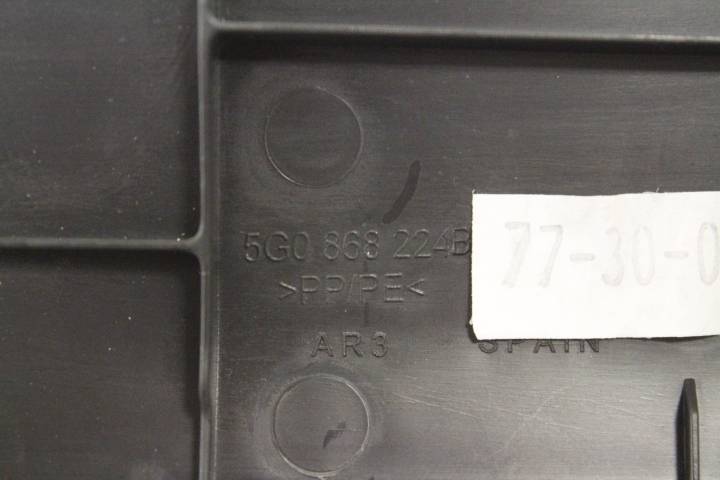 5G0 868 224B
77-30-0
>PP/PE<
AR3 SPAIN